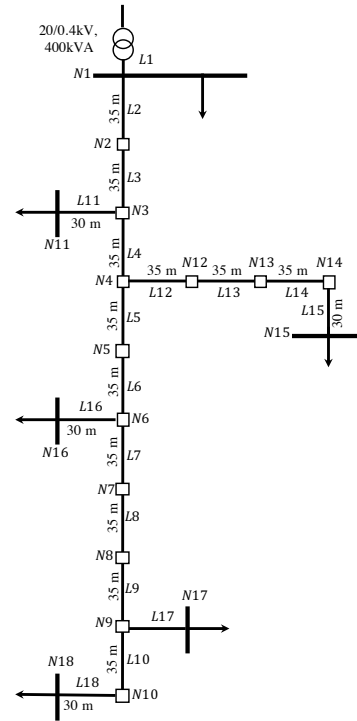 20/0.4kV,
400kVA
L1
N1
35 m
L2
N2
35 m
L3
L11
N3
30 m
N11
35 m
L4
35 m
N12
35 m
N13
35 m
N14
N4
L12
L13
L14
35 m
L5
L15
30 m
N15
N5
35 m
L6
L16
N6
30 m
N16
35 m
L7
N7
35 m
L8
N8
35 m
L9
N17
N9
L17
35 m
L10
N18
L18
N10
30 m